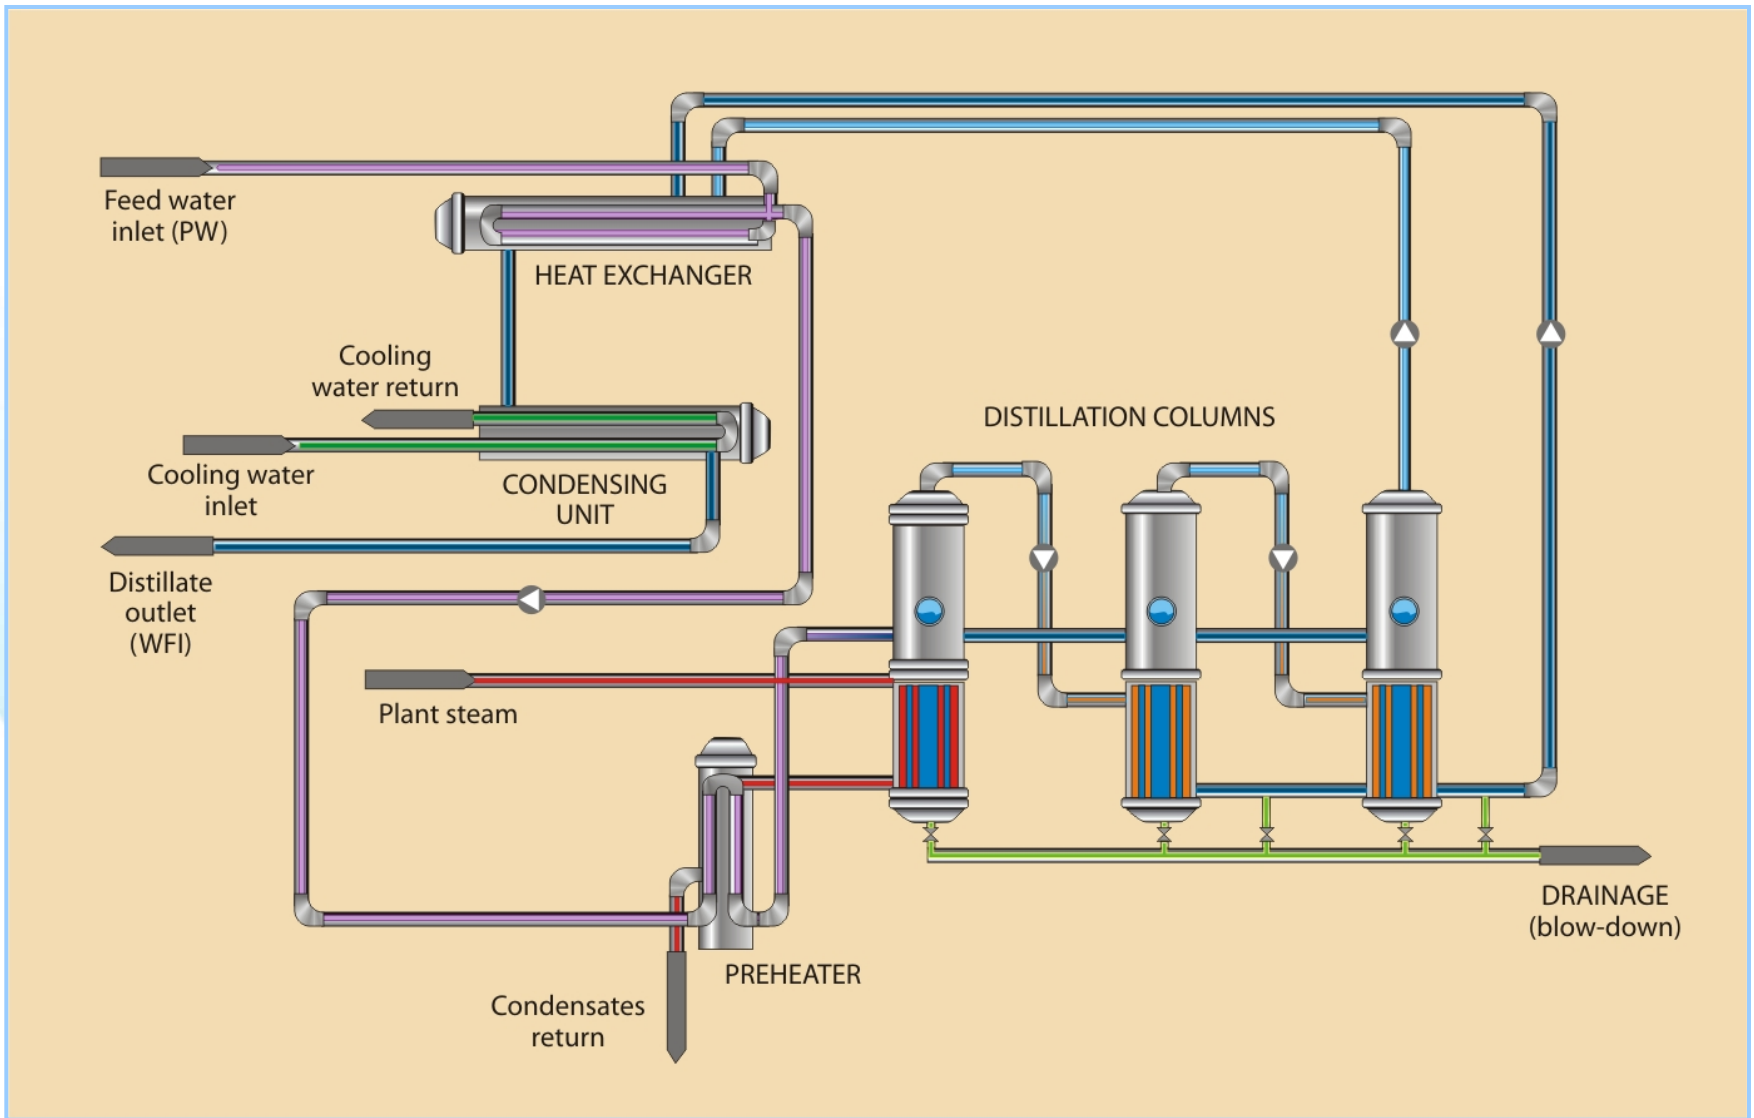 Feed water
inlet (PW)
HEAT EXCHANGER
Cooling
water return
Cooling water
inlet
CONDENSING
UNIT
DISTILLATION COLUMNS
Distillate
outlet
(WFI)
Plant steam
DRAINAGE
(blow-down)
PREHEATER
Condensates
return